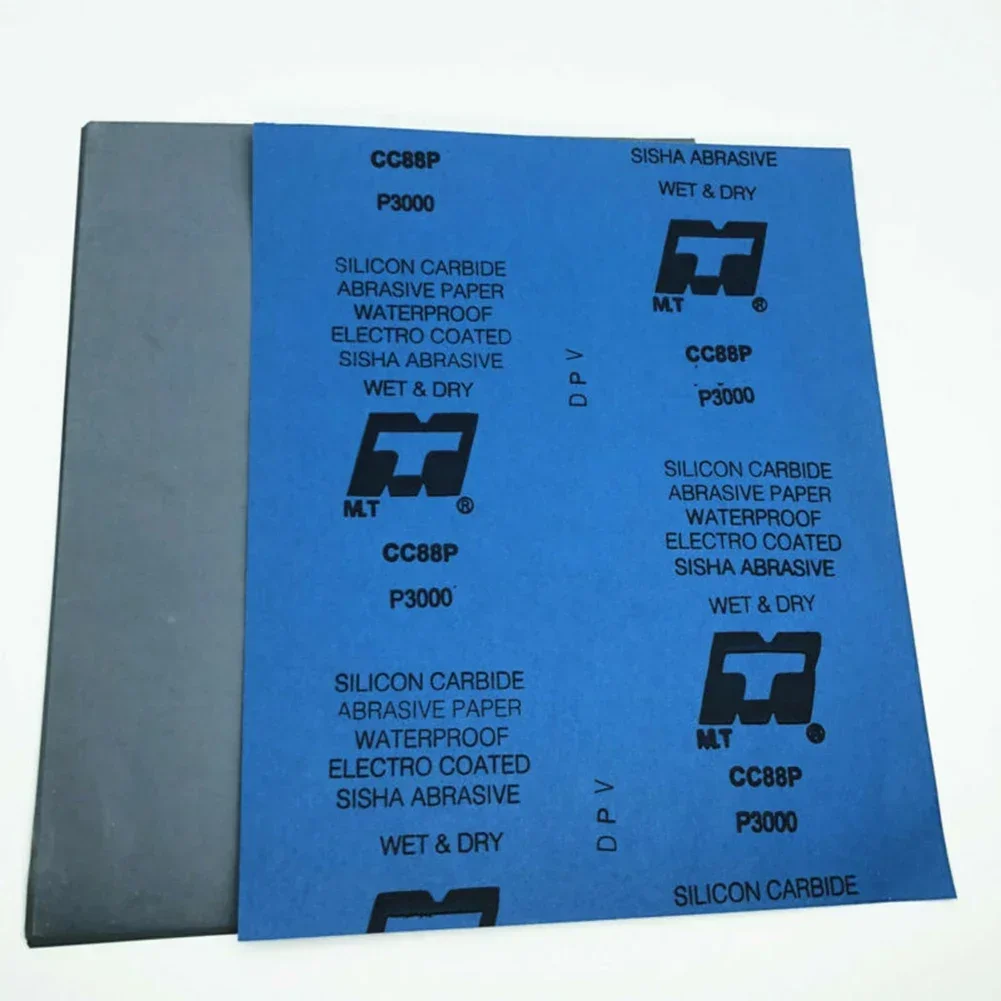 CC88P
P3000
SILICON CARBIDE
ABRASIVE PAPER
WATERPROOF
ELECTRO COATED
SISHA ABRASIVE
WET & DRY
M.T ®
CC88P
P3000
SILICON CARBIDE
ABRASIVE PAPER
WATERPROOF
ELECTRO COATED
SISHA ABRASIVE
WET & DRY
DPV
DPV
SISHA ABRASIVE
WET & DRY
M.T ®
CC88P
P3000
SILICON CARBIDE
ABRASIVE PAPER
WATERPROOF
ELECTRO COATED
SISHA ABRASIVE
WET & DRY
M.T ®
CC88P
P3000
SILICON CARBIDE